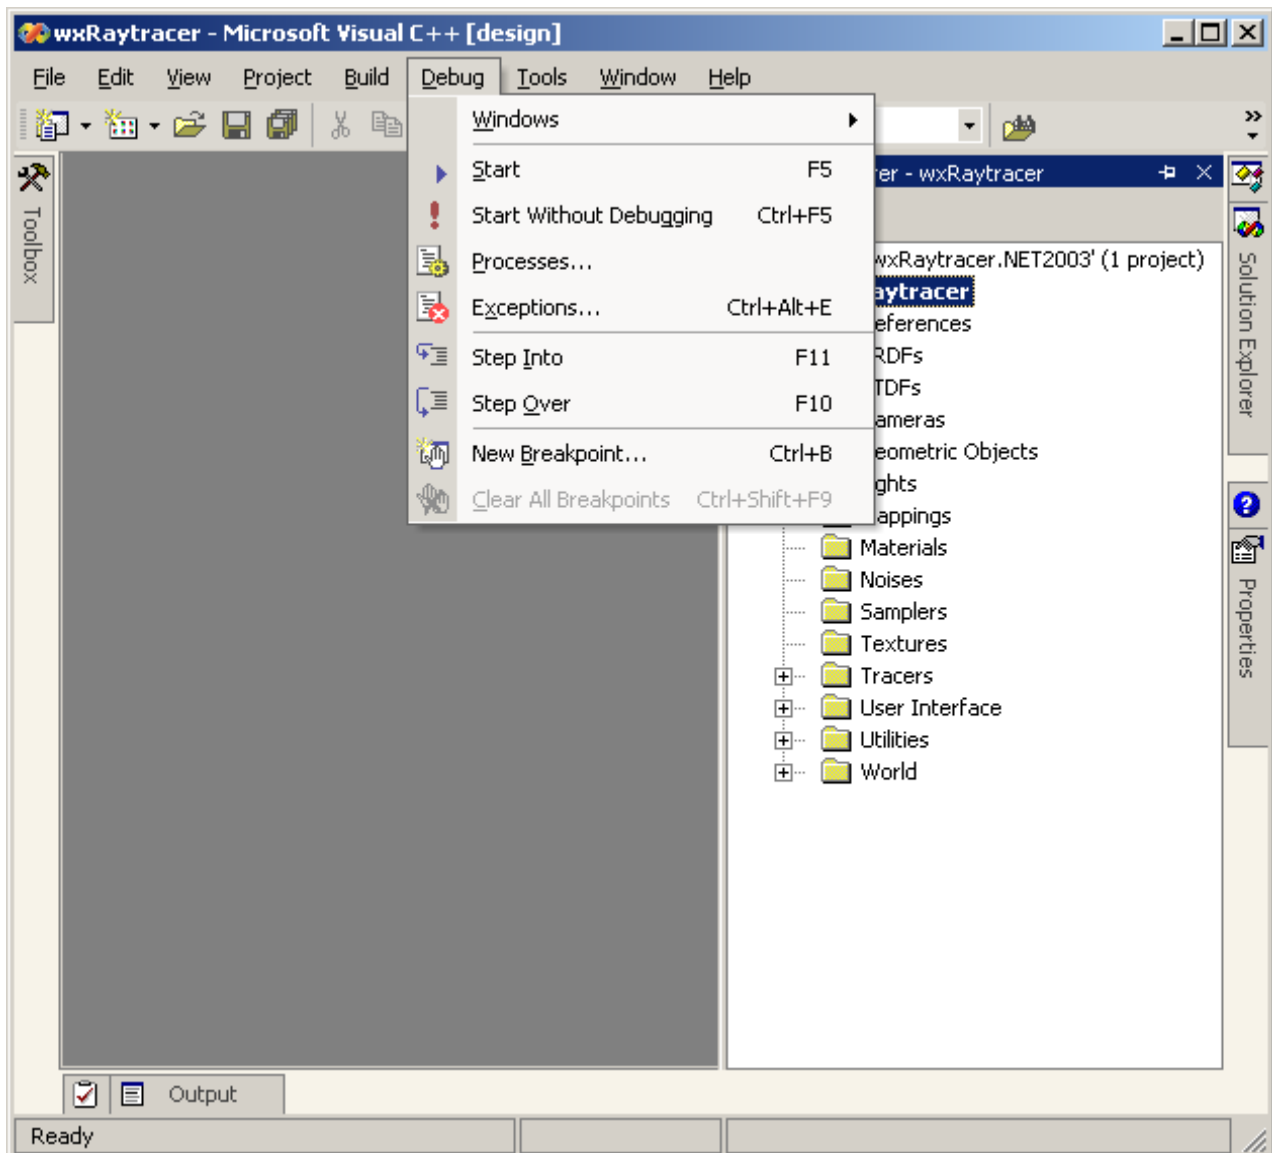 wxRaytracer - Microsoft Visual C++ [design]
File Edit View Project Build Debug Tools Window Help
Windows
Start F5
Start Without Debugging Ctrl+F5
Processes...
Exceptions... Ctrl+Alt+E
Step Into F11
Step Over F10
New Breakpoint... Ctrl+B
Clear All Breakpoints Ctrl+Shift+F9
Toolbox
- wxRaytracer
wxRaytracer.NET2003' (1 project)
aytracer
eferences
RDFs
TDFs
ameras
eometric Objects
ghts
appings
Materials
Noises
Samplers
Textures
Tracers
User Interface
Utilities
World
Solution Explorer
Properties
Output
Ready